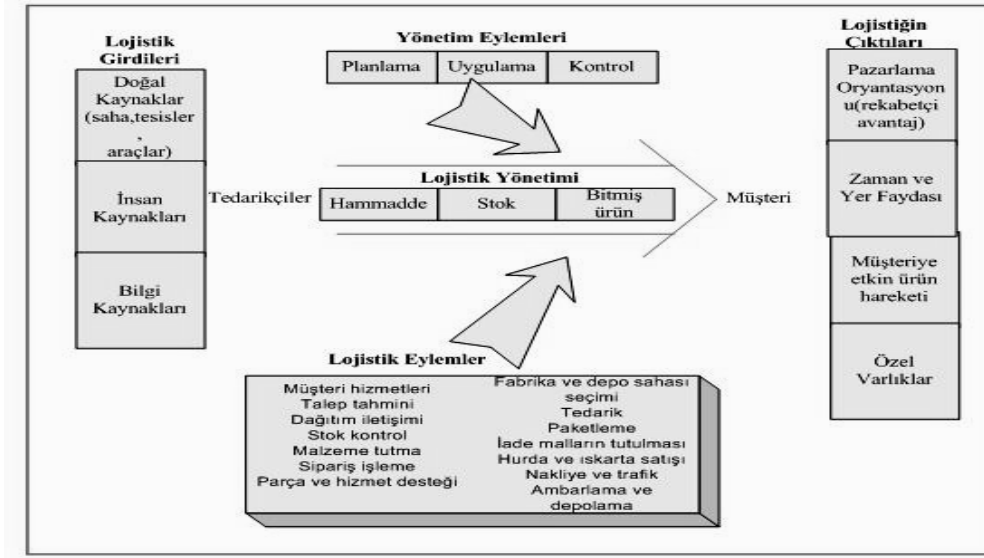 Lojistik
Girdileri
Doğal
Kaynaklar
(saha,tesisler
,
araçlar)
İnsan
Kaynakları
Bilgi
Kaynakları
Yönetim Eylemleri
Planlama
Uygulama
Kontrol
Tedarikçiler
Lojistik Yönetimi
Hammadde
Stok
Bitmiş
ürün
Müşteri
Lojistik Eylemler
Müşteri hizmetleri
Talep tahmini
Dağıtım iletişimi
Stok kontrol
Malzeme tutma
Sipariş işleme
Parça ve hizmet desteği
Fabrika ve depo sahası
seçimi
Tedarik
Paketleme
İade malların tutulması
Hurda ve ıskarta satışı
Nakliye ve trafik
Ambarlama ve
depolama
Lojistiğin
Çıktıları
Pazarlama
Oryantasyon
u(rekabetçi
avantaj)
Zaman ve
Yer Faydası
Müşteriye
etkin ürün
hareketi
Özel
Varlıklar